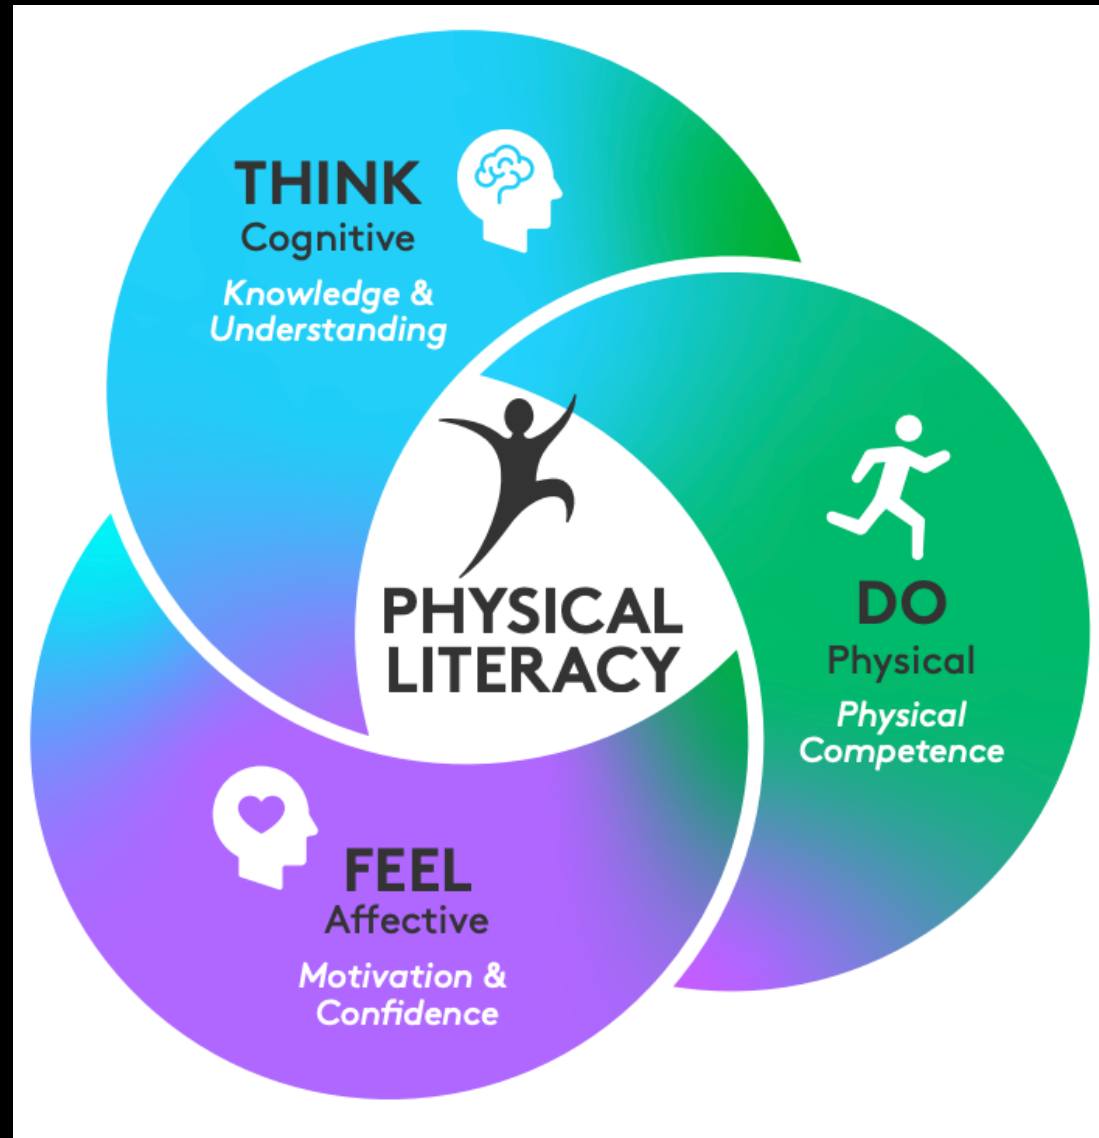 THINK
Cognitive
Knowledge &
Understanding
PHYSICAL
LITERACY
DO
Physical
Physical
Competence
FEEL
Affective
Motivation &
Confidence